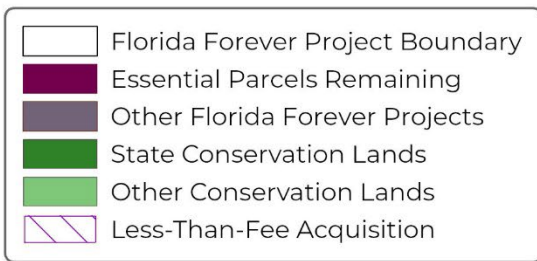 Florida Forever Project Boundary
Essential Parcels Remaining
Other Florida Forever Projects
State Conservation Lands
Other Conservation Lands
Less-Than-Fee Acquisition